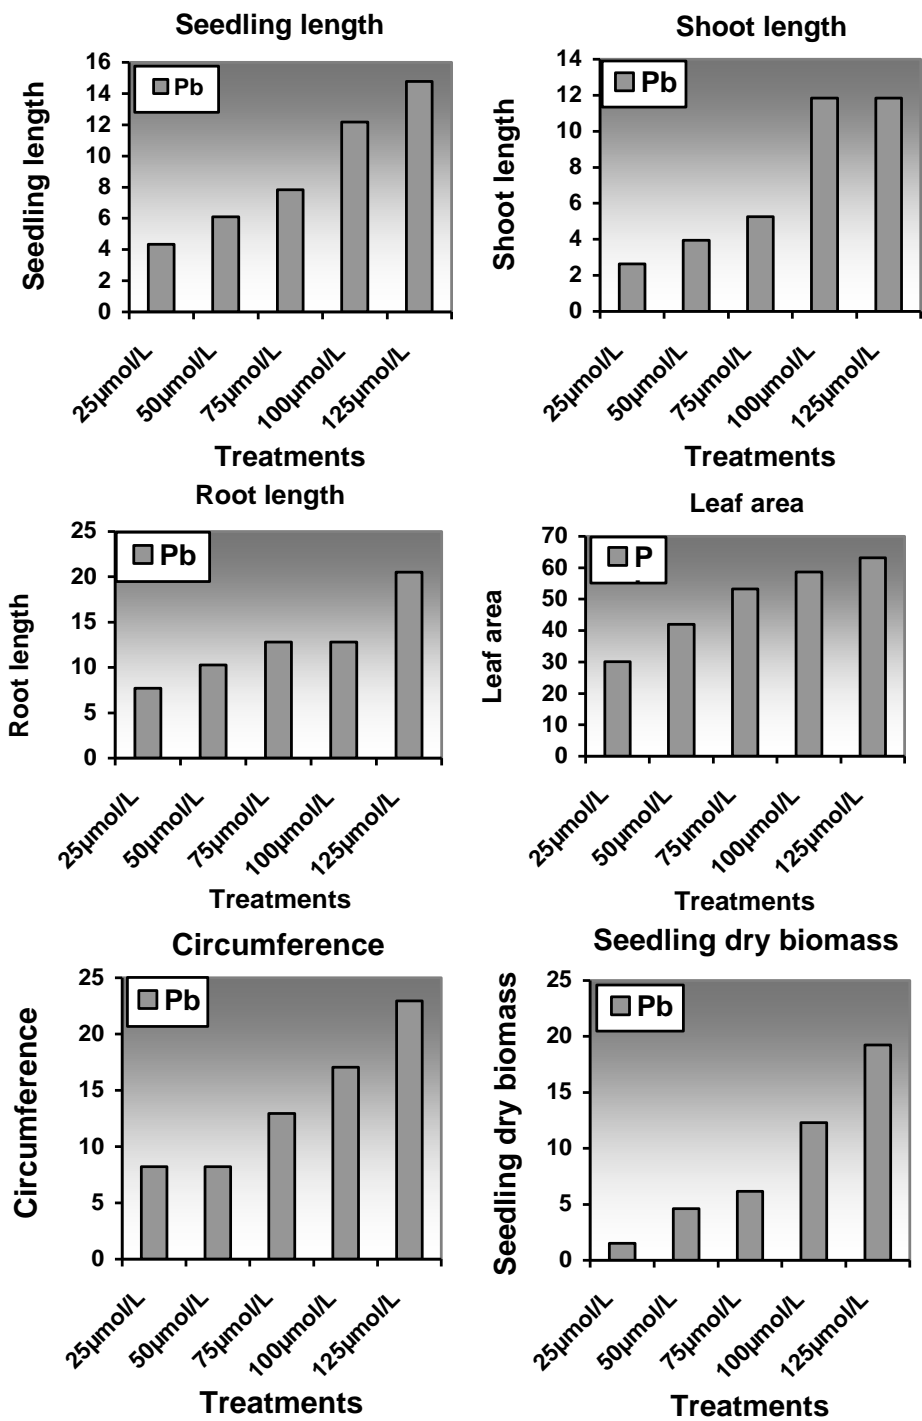 Seedling length
Seedling length
16
14
12
10
8
6
4
2
0
Pb
25µmol/L
50µmol/L
75µmol/L
100µmol/L
125µmol/L
Treatments
Shoot length
Shoot length
14
12
10
8
6
4
2
0
Pb
25µmol/L
50µmol/L
75µmol/L
100µmol/L
125µmol/L
Treatments
Root length
Root length
25
20
15
10
5
0
Pb
25µmol/L
50µmol/L
75µmol/L
100µmol/L
125µmol/L
Treatments
Leaf area
Leaf area
70
60
50
40
30
20
10
0
P
25µmol/L
50µmol/L
75µmol/L
100µmol/L
125µmol/L
Treatments
Circumference
Circumference
25
20
15
10
5
0
Pb
25µmol/L
50µmol/L
75µmol/L
100µmol/L
125µmol/L
Treatments
Seedling dry biomass
Seedling dry biomass
25
20
15
10
5
0
Pb
25µmol/L
50µmol/L
75µmol/L
100µmol/L
125µmol/L
Treatments